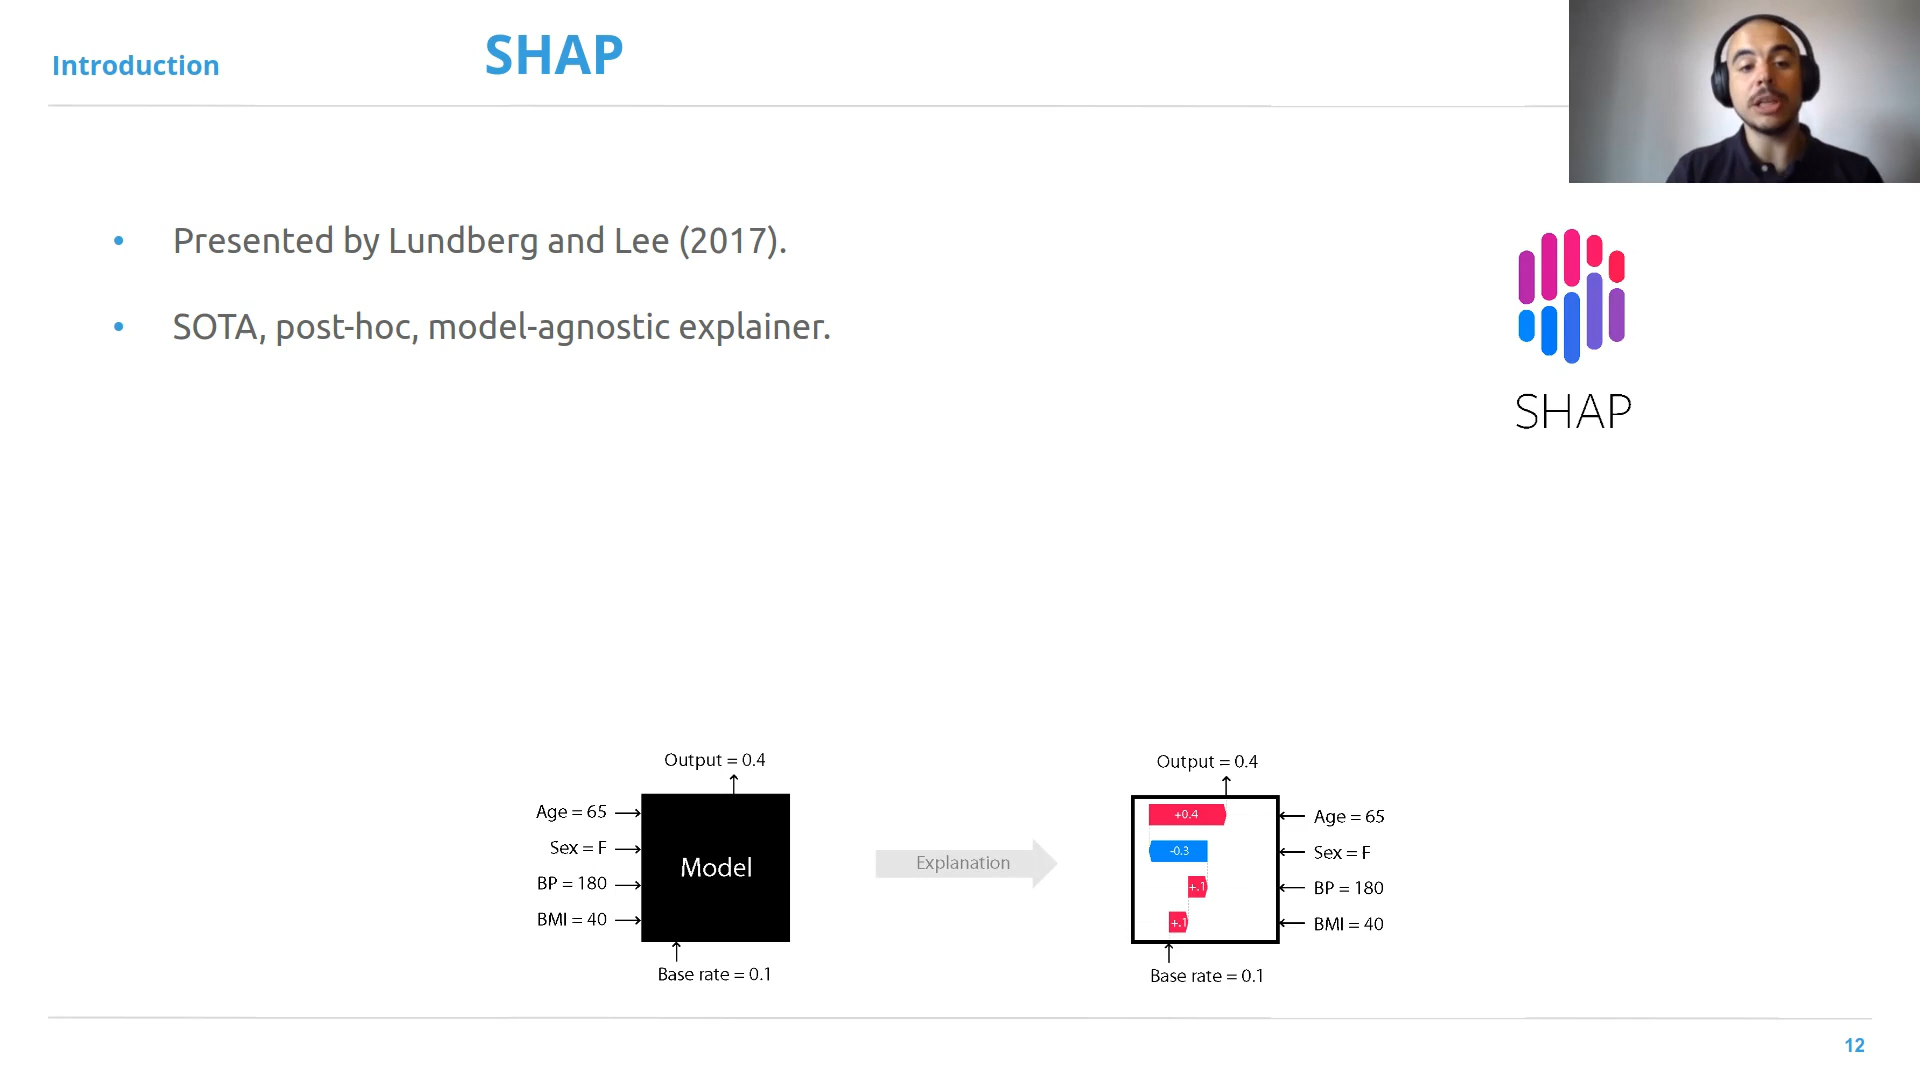 Introduction
SHAP
• Presented by Lundberg and Lee (2017).
• SOTA, post-hoc, model-agnostic explainer.
SHAP
Output = 0.4
Age = 65
Sex = F
BP = 180
BMI = 40
Model
Base rate = 0.1
Explanation
Output = 0.4
+0.4
-0.3
+.1
+.1
Age = 65
Sex = F
BP = 180
BMI = 40
Base rate = 0.1
12